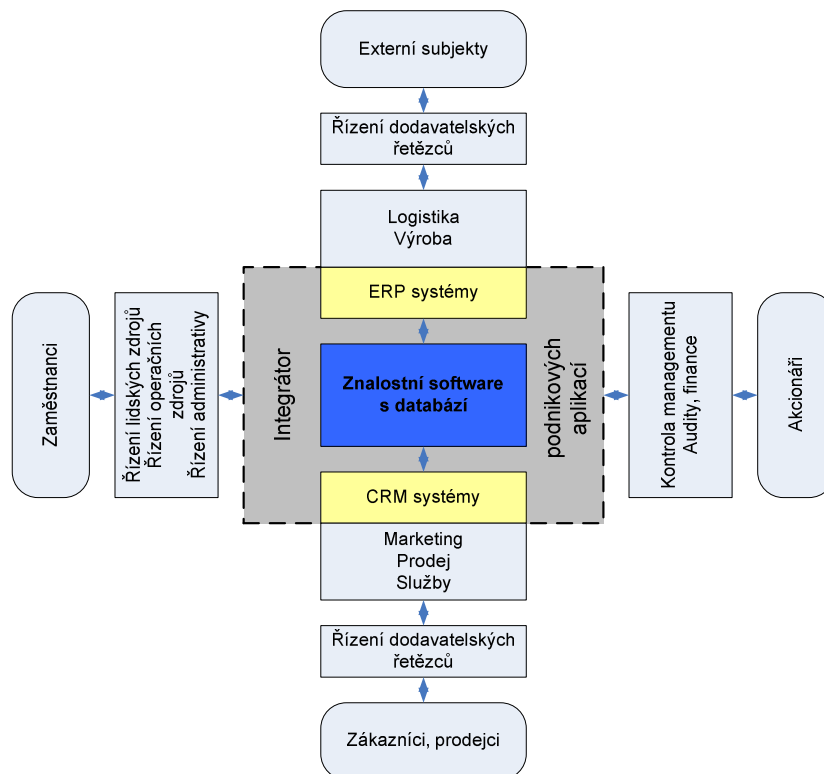 Externí subjekty
Řízení dodavatelských
řetězců
Logistika
Výroba
ERP systémy
Zaměstnanci
Řízení lidských zdrojů
Řízení operačních
zdrojů
Řízení administrativy
Integrátor
Znalostní software
s databází
podnikových
aplikací
Kontrola managementu
Audity, finance
Akcionáři
CRM systémy
Marketing
Prodej
Služby
Řízení dodavatelských
řetězců
Zákazníci, prodejci